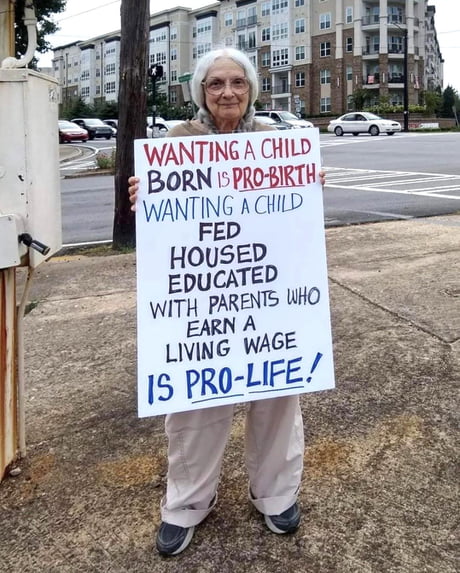 WANTING A CHILD
BORN IS PRO-BIRTH
WANTING A CHILD
FED
HOUSED
EDUCATED
WITH PARENTS WHO
EARN A
LIVING WAGE
IS PRO-LIFE!